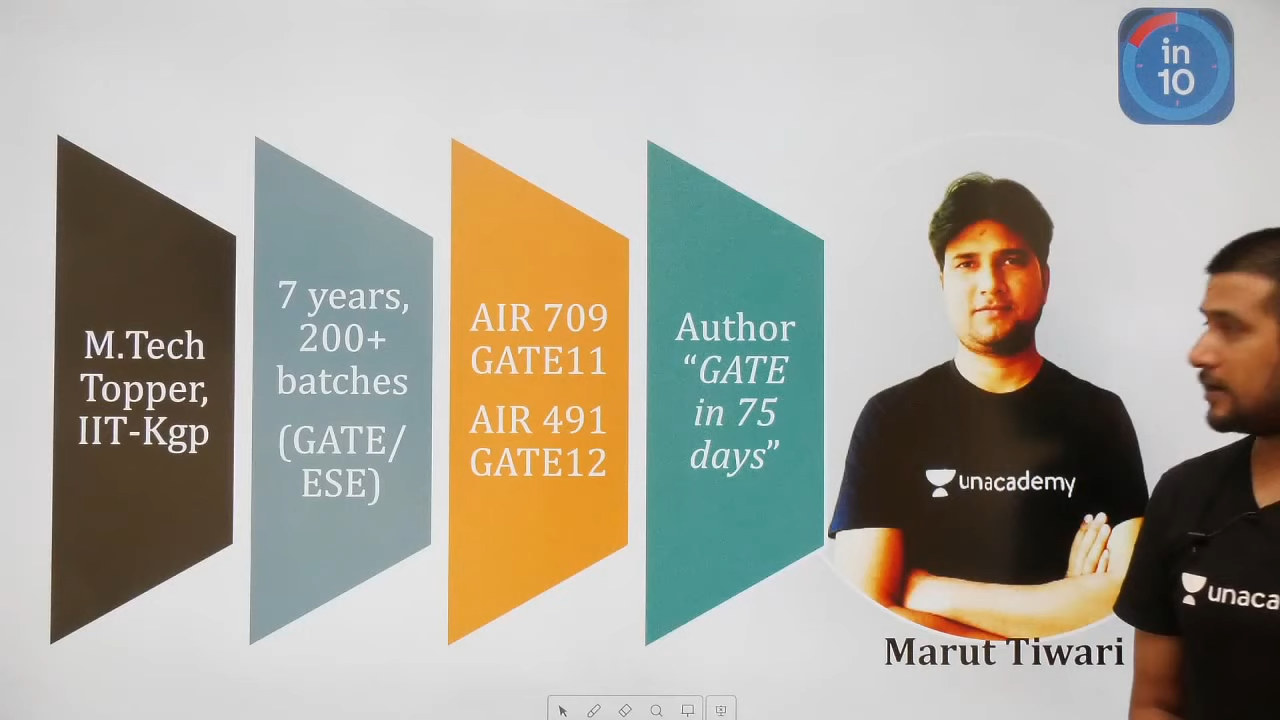 in
10
M.Tech
Topper,
IIT-Kgp
7 years,
200+
batches
(GATE/
ESE)
AIR 709
GATE11
AIR 491
GATE12
Author
“GATE
in 75
days”
unacademy
Marut Tiwari
unaca